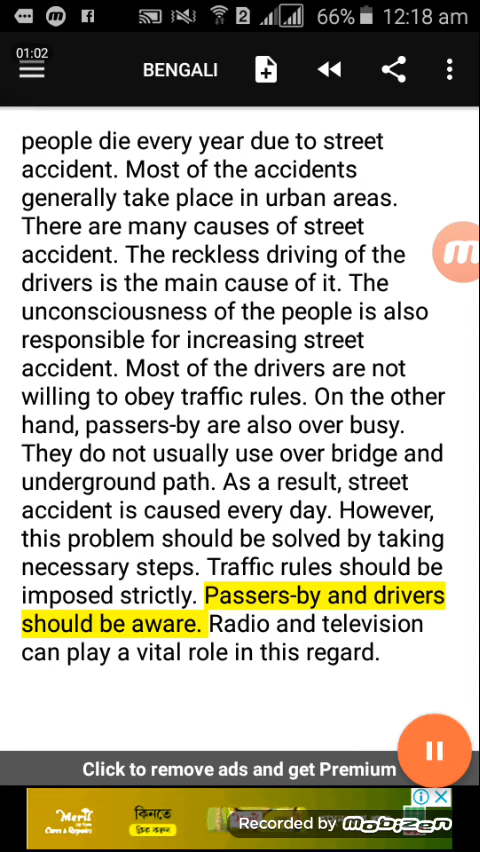 66% 12:18 am
01:02
BENGALI
people die every year due to street
accident. Most of the accidents
generally take place in urban areas.
There are many causes of street
accident. The reckless driving of the
drivers is the main cause of it. The
unconsciousness of the people is also
responsible for increasing street
accident. Most of the drivers are not
willing to obey traffic rules. On the other
hand, passers-by are also over busy.
They do not usually use over bridge and
underground path. As a result, street
accident is caused every day. However,
this problem should be solved by taking
necessary steps. Traffic rules should be
imposed strictly. Passers-by and drivers
should be aware. Radio and television
can play a vital role in this regard.
Click to remove ads and get Premium
Meril
Cares & Repairs
কিনতে
Recorded by mobizen